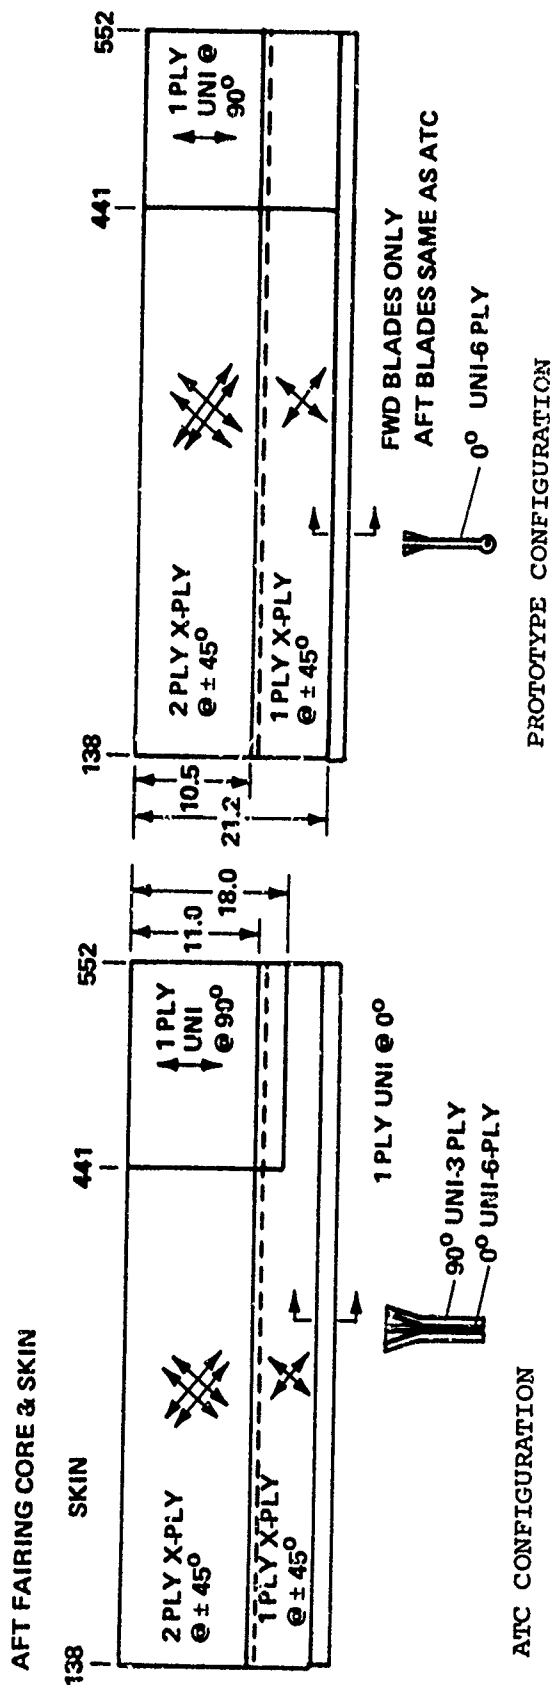 AFT FAIRING CORE & SKIN
SKIN
138
441
552
2 PLY X-PLY
@ ± 45°
1 PLY
UNI
@ 90°
11.0
18.0
1 PLY X-PLY
@ ± 45°
1 PLY UNI @ 0°
90° UNI-3 PLY
0° UNI-6-PLY
ATC CONFIGURATION
138
441
552
10.5
21.2
2 PLY X-PLY
@ ± 45°
1 PLY
UNI @
90°
1 PLY X-PLY
@ ± 45°
FWD BLADES ONLY
AFT BLADES SAME AS ATC
0° UNI-6 PLY
PROTOTYPE CONFIGURATION